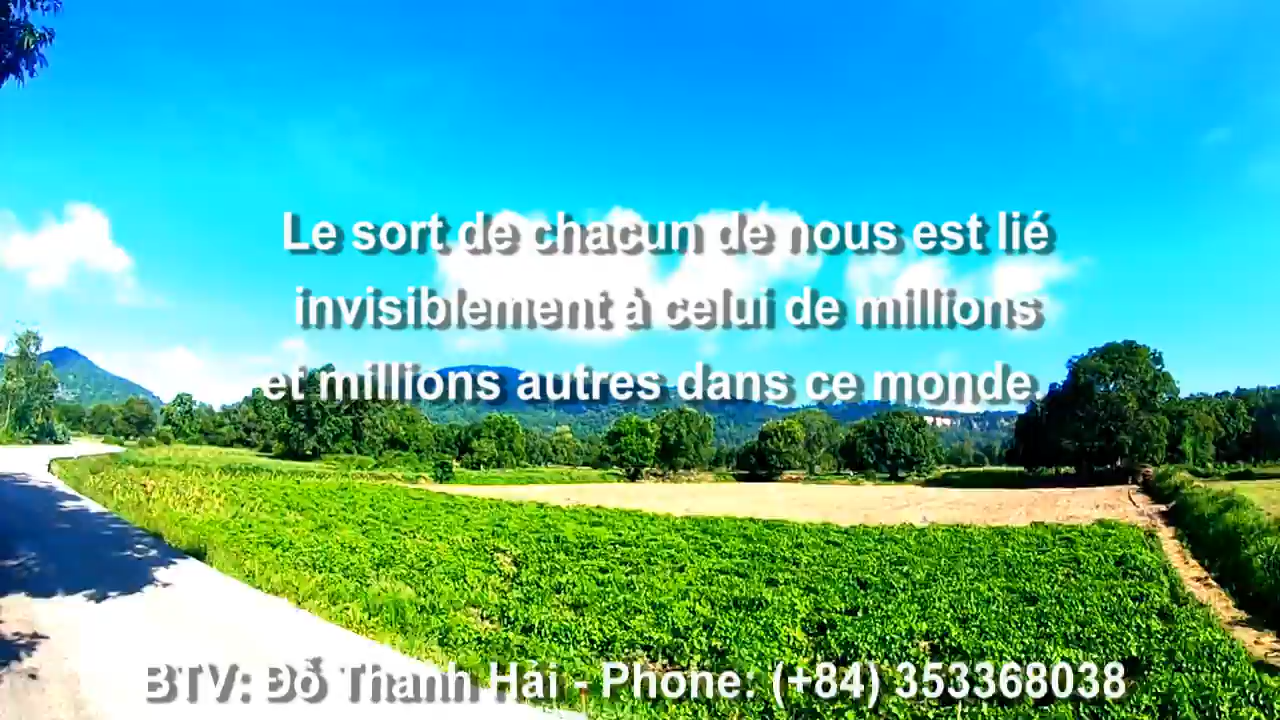 Le sort de chacun de nous est lié
invisiblement à celui de millions
et millions autres dans ce monde.
BTV: Đỗ Thanh Hải - Phone: (+84) 353368038